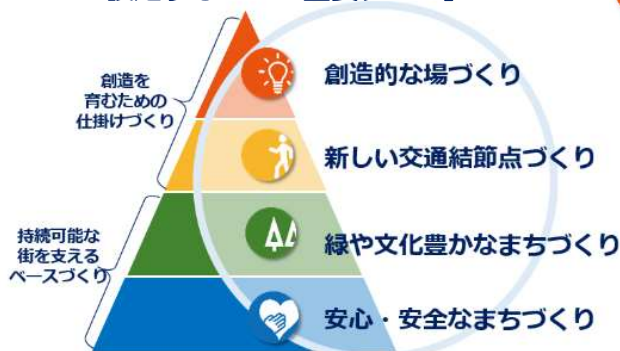 創造的な場づくり
創造を
育むための
仕掛けづくり
新しい交通結節点づくり
緑や文化豊かなまちづくり
持続可能な
街を支える
ベースづくり
安心・安全なまちづくり